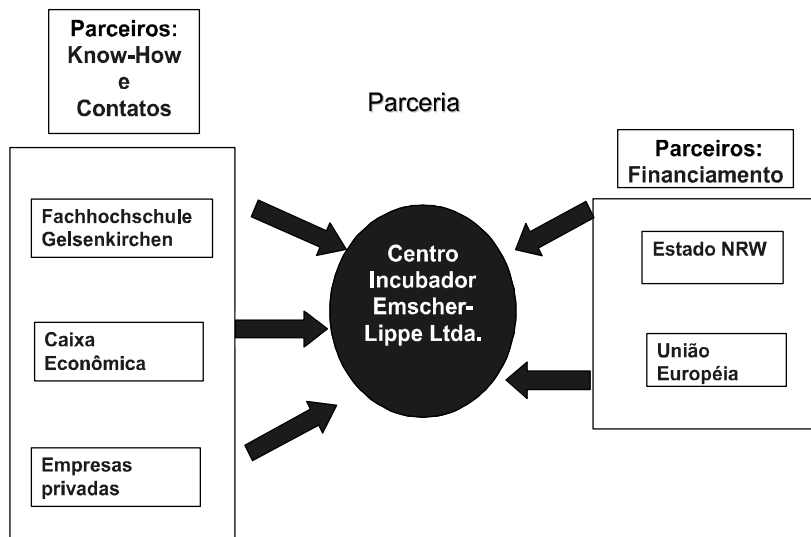 Parceiros:
Know-How
e
Contatos
Parceria
Parceiros:
Financiamento
Fachhochschule
Gelsenkirchen
Caixa
Econômica
Empresas
privadas
Centro
Incubador
Emscher-
Lippe Ltda.
Estado NRW
União
Européia